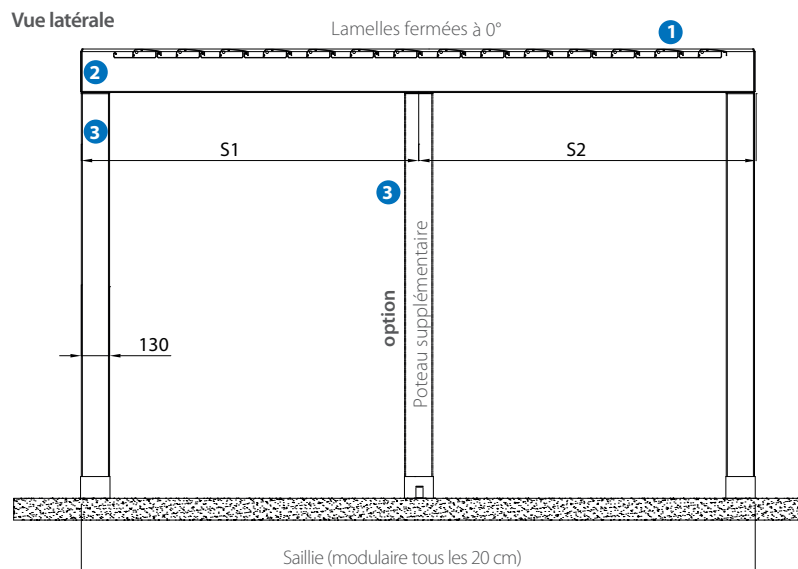 Vue latérale
Lamelles fermées à 0°
1
2
3
S1
S2
3
option
Poteau supplémentaire
130
Saillie (modulaire tous les 20 cm)